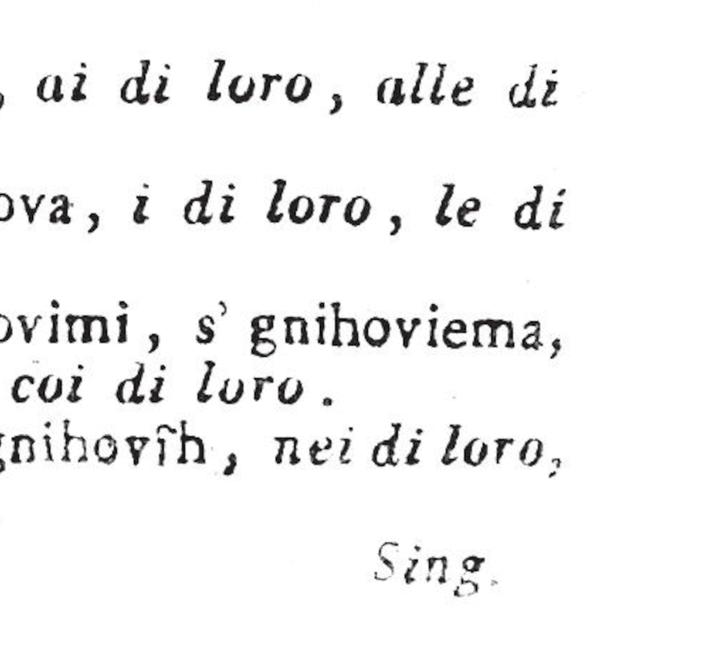 , ai di loro, alle di
ova, i di loro, le di
ovimi, s' gnihoviema,
coi di loro.
gnihovîh, nei di loro,
Sing.